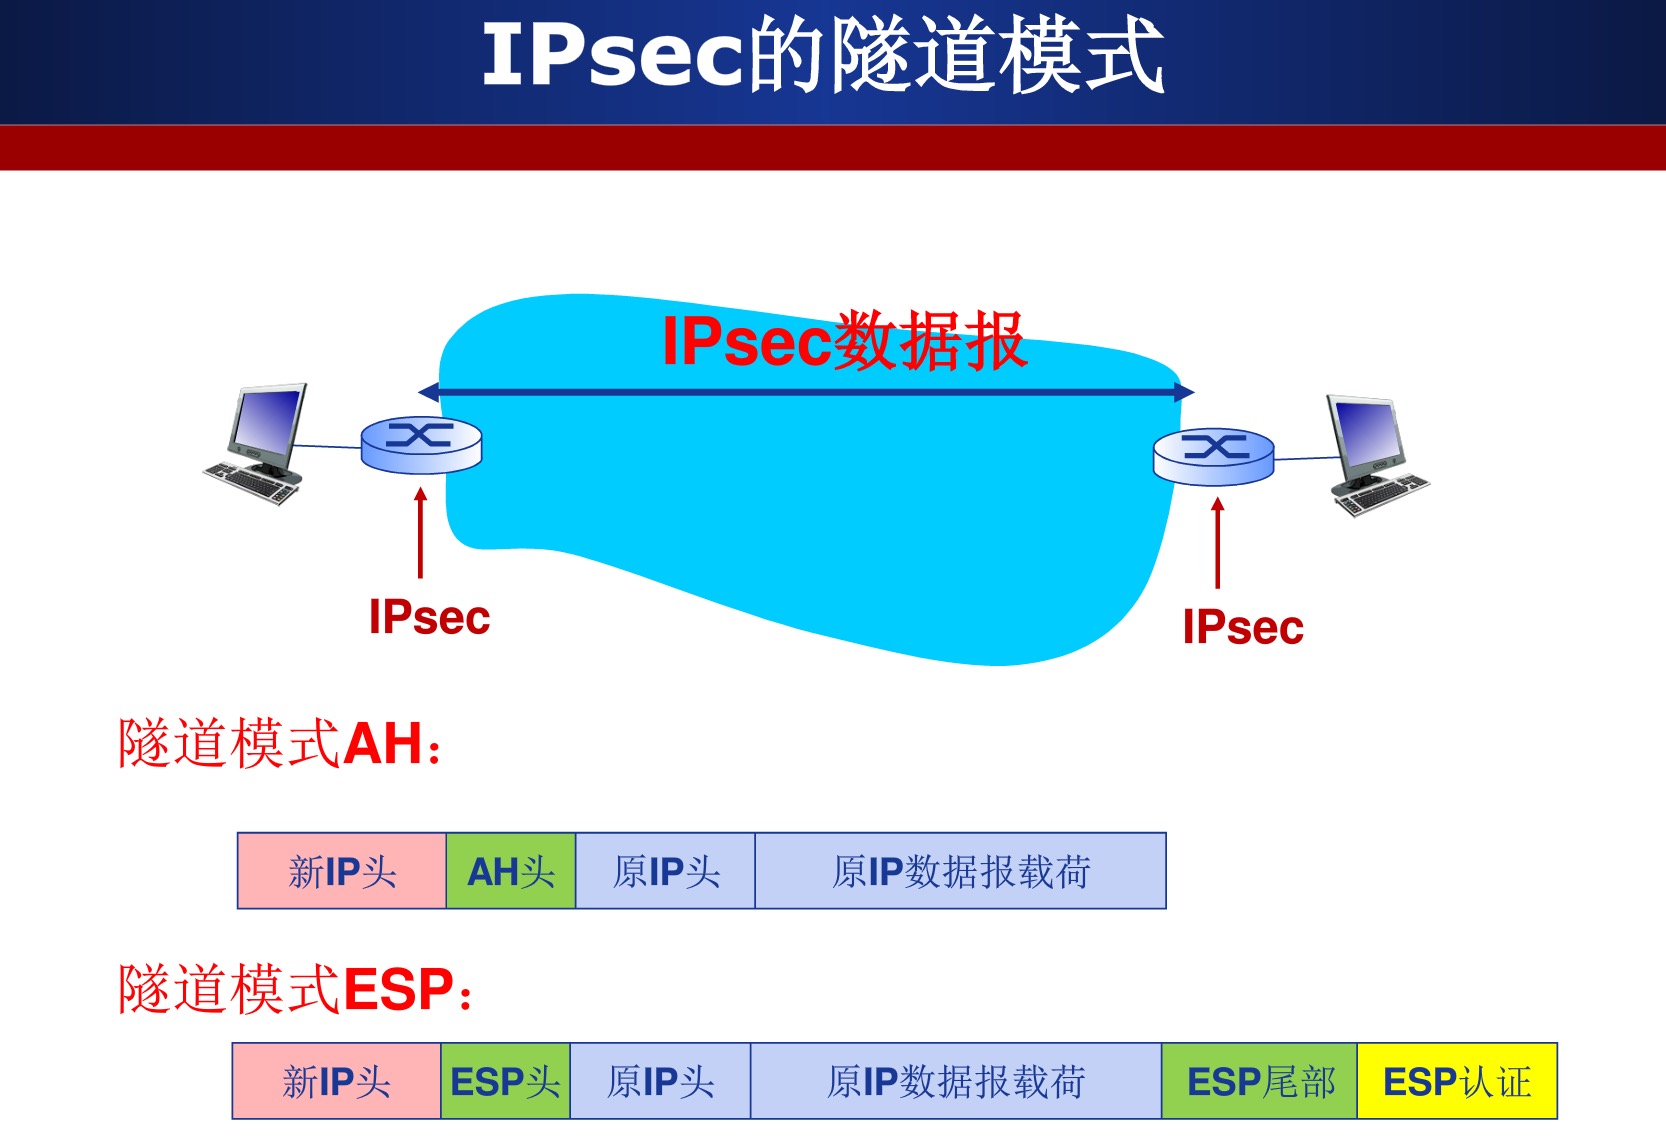 IPsec的隧道模式
IPsec数据报
IPsec
IPsec
隧道模式AH：
新IP头 AH头 原IP头 原IP数据报载荷
隧道模式ESP：
新IP头 ESP头 原IP头 原IP数据报载荷 ESP尾部 ESP认证